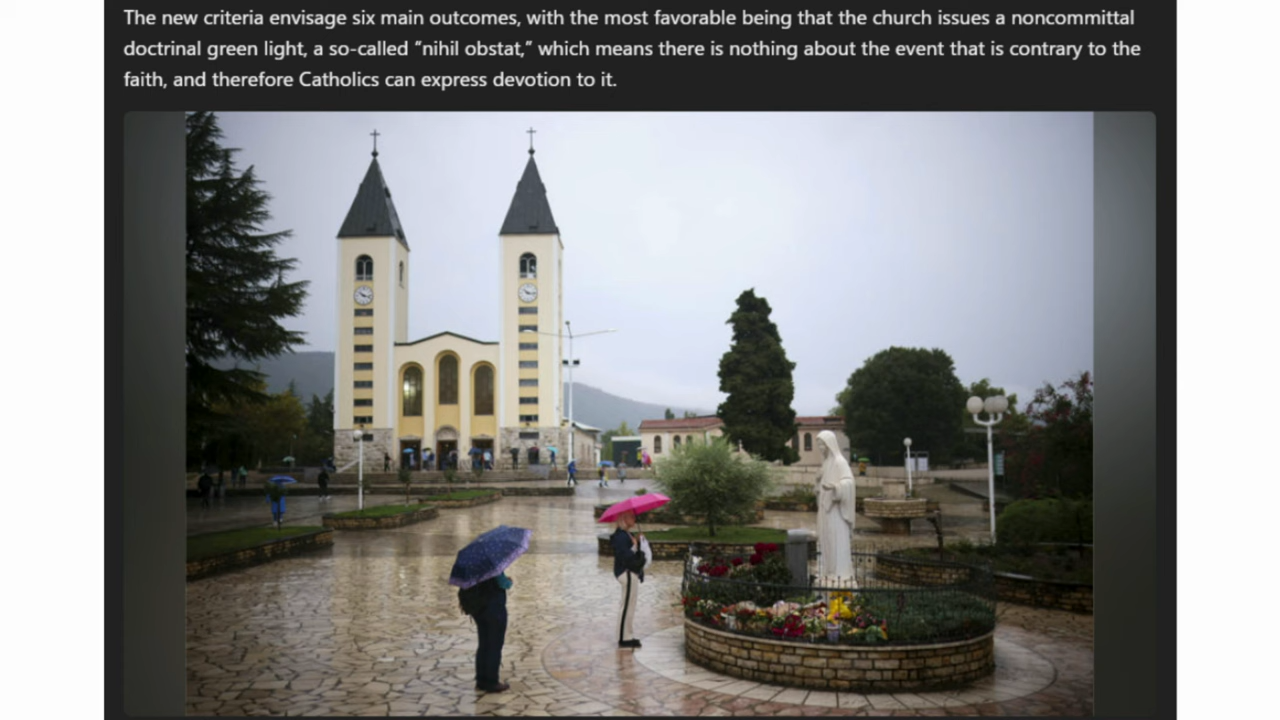 The new criteria envisage six main outcomes, with the most favorable being that the church issues a noncommittal
doctrinal green light, a so-called “nihil obstat,” which means there is nothing about the event that is contrary to the
faith, and therefore Catholics can express devotion to it.